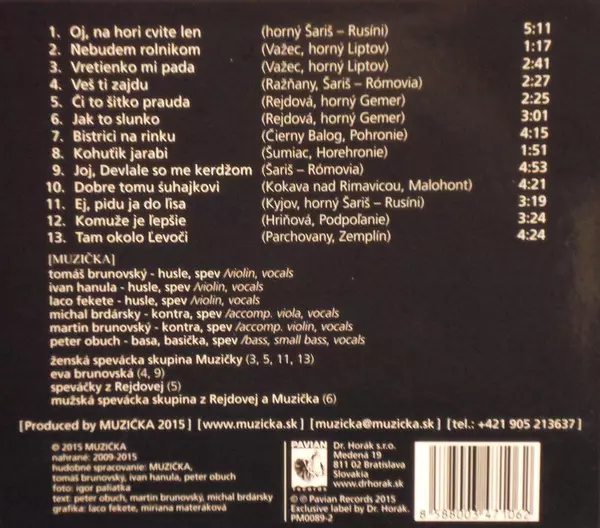 1. Oj, na hori cvite len (horný Šariš – Rusíni) 5:11
2. Nebudem rolnikom (Važec, horný Liptov) 1:17
3. Vretienko mi pada (Važec, horný Liptov) 2:41
4. Veš ti zajdu (Ražňany, Šariš – Rómovia) 2:27
5. Či to šitko prauda (Rejdová, horný Gemer) 2:25
6. Jak to slunko (Rejdová, horný Gemer) 3:01
7. Bistrici na rinku (Čierny Balog, Pohronie) 4:15
8. Kohuťik jarabi (Šumiac, Horehronie) 1:51
9. Joj, Devlale so me kerdžom (Šariš – Rómovia) 4:53
10. Dobre tomu šuhajkovi (Kokava nad Rimavicou, Malohont) 4:21
11. Ej, pidu ja do ľisa (Kyjov, horný Šariš – Rusíni) 3:19
12. Komuže je ľepšie (Hriňová, Podpoľanie) 3:24
13. Tam okolo Ľevoči (Parchovany, Zemplín) 4:24
[MUZIČKA]
tomáš brunovský - husle, spev /violin, vocals
ivan hanula - husle, spev /violin, vocals
laco fekete - husle, spev /violin, vocals
michal brdársky - kontra, spev /accomp. viola, vocals
martin brunovský - kontra, spev /accomp. violin, vocals
peter obuch - basa, basička, spev /bass, small bass, vocals
ženská spevácka skupina Muzičky (3, 5, 11, 13)
eva brunovská (4, 9)
speváčky z Rejdovej (5)
mužská spevácka skupina z Rejdovej a Muzička (6)
[Produced by MUZIČKA 2015] [www.muzicka.sk] [muzicka@muzicka.sk] [tel.: +421 905 213637]
© 2015 MUZIČKA
nahrané: 2009-2015
hudobné spracovanie: MUZIČKA,
tomáš brunovský, ivan hanula, peter obuch
foto: igor paliatka
text: peter obuch, martin brunovský, michal brdársky
grafika: laco fekete, miriana materáková
PAVIAN
RECORDS
Dr. Horák s.r.o.
Medená 19
811 02 Bratislava
Slovakia
www.drhorak.sk
©℗ Pavian Records 2015
Exclusive label by Dr. Horák.
PM0089-2
8 588003 471062